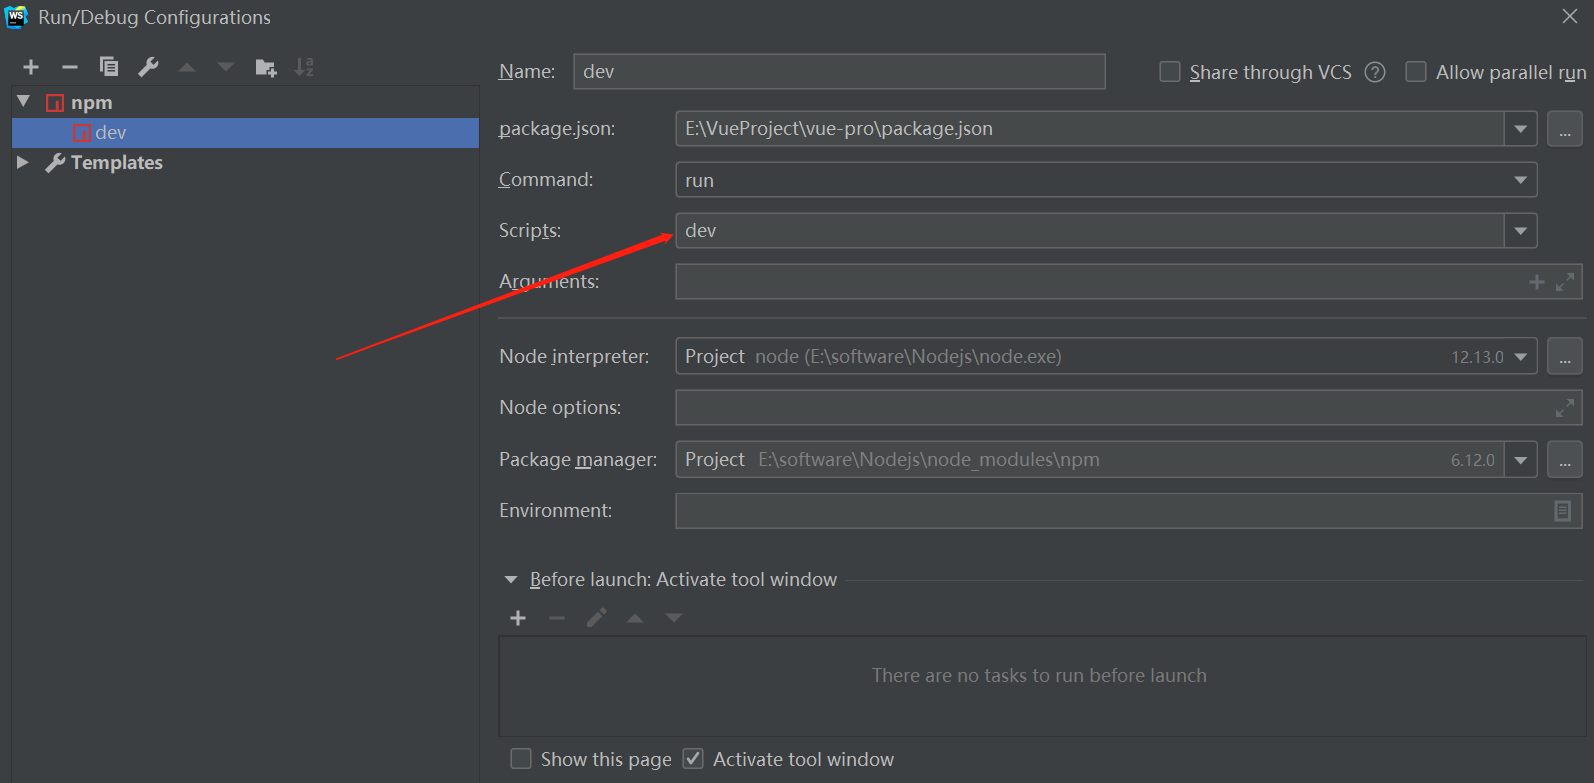 WS Run/Debug Configurations
npm
dev
Templates
Name: dev
Share through VCS ? Allow parallel run
package.json: E:\VueProject\vue-pro\package.json ...
Command: run
Scripts: dev
Arguments:
Node interpreter: Project node (E:\software\Nodejs\node.exe) 12.13.0 ...
Node options:
Package manager: Project E:\software\Nodejs\node_modules\npm 6.12.0 ...
Environment:
Before launch: Activate tool window
There are no tasks to run before launch
Show this page Activate tool window